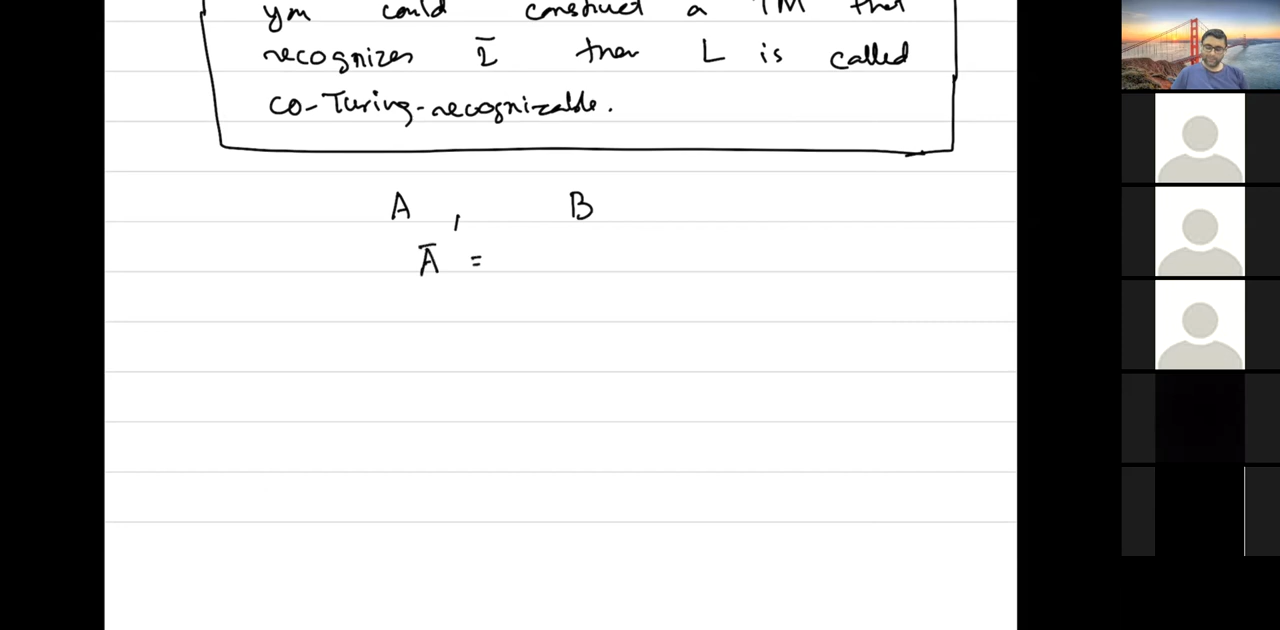 you could construct a TM that
recognizes L̅ then L is called
co-Turing-recognizable.
A , B
A̅ =